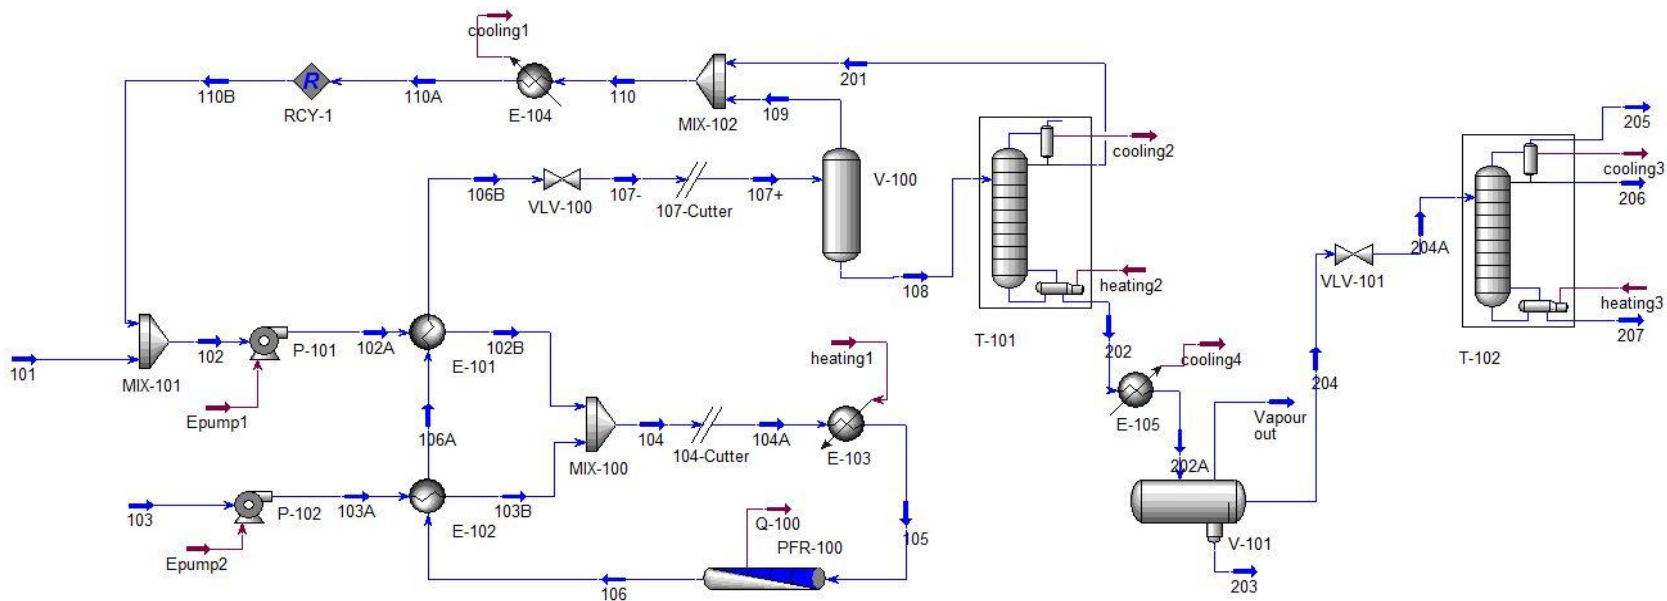 cooling1
110B
R
RCY-1
110A
E-104
110
MIX-102
201
109
205
cooling2
cooling3
206
106B
VLV-100
107-
107-Cutter
107+
V-100
108
204A
VLV-101
heating2
heating3
207
T-101
T-102
101
MIX-101
102
P-101
102A
E-101
102B
Epump1
106A
heating1
202
cooling4
204
E-105
Vapour
out
MIX-100
104
104-Cutter
104A
E-103
202A
103
P-102
103A
E-102
103B
Q-100
PFR-100
105
V-101
Epump2
106
203